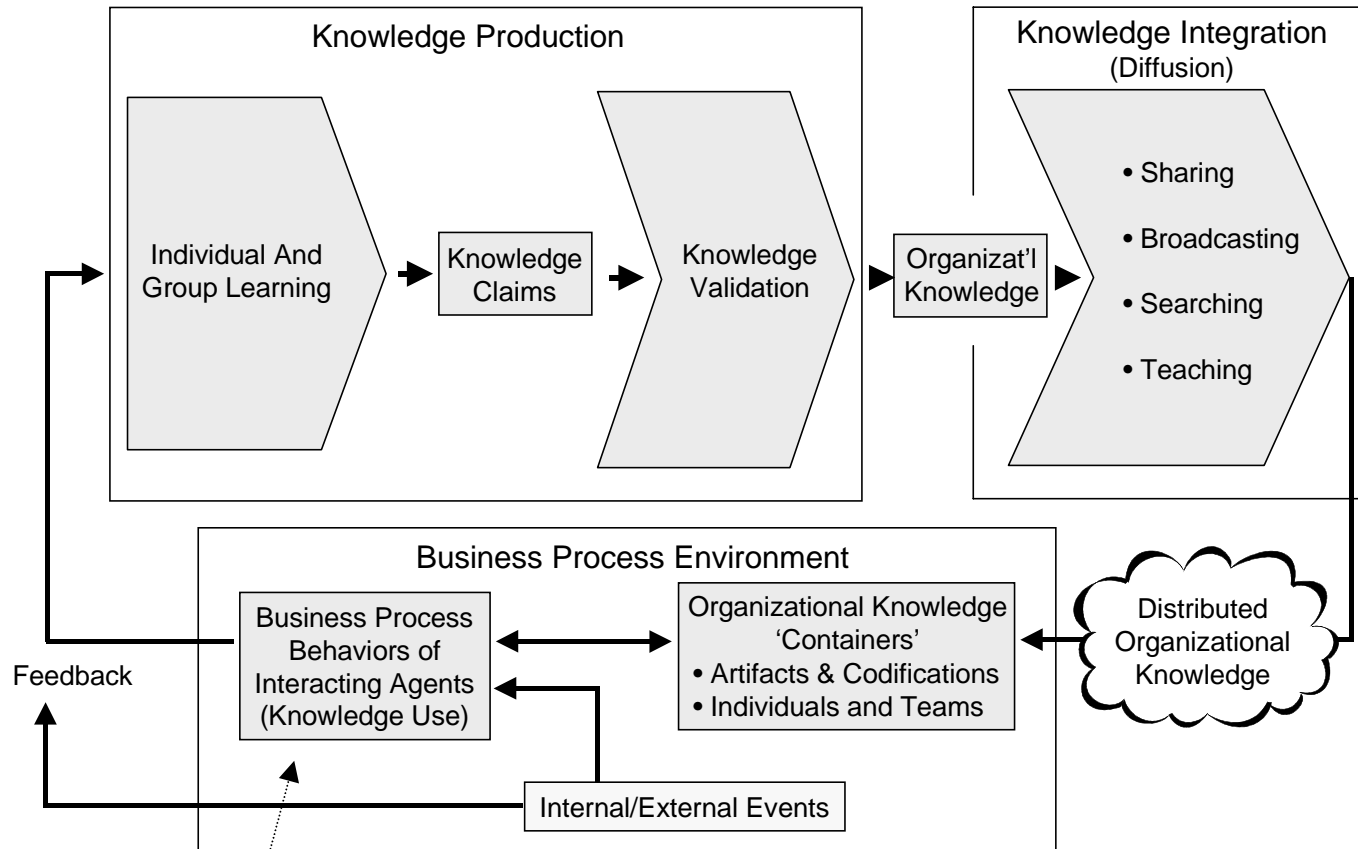 Knowledge Production
Individual And
Group Learning
Knowledge
Claims
Knowledge
Validation
Organizat'l
Knowledge
Knowledge Integration
(Diffusion)
• Sharing
• Broadcasting
• Searching
• Teaching
Business Process Environment
Business Process
Behaviors of
Interacting Agents
(Knowledge Use)
Organizational Knowledge
'Containers'
• Artifacts & Codifications
• Individuals and Teams
Distributed
Organizational
Knowledge
Feedback
Internal/External Events